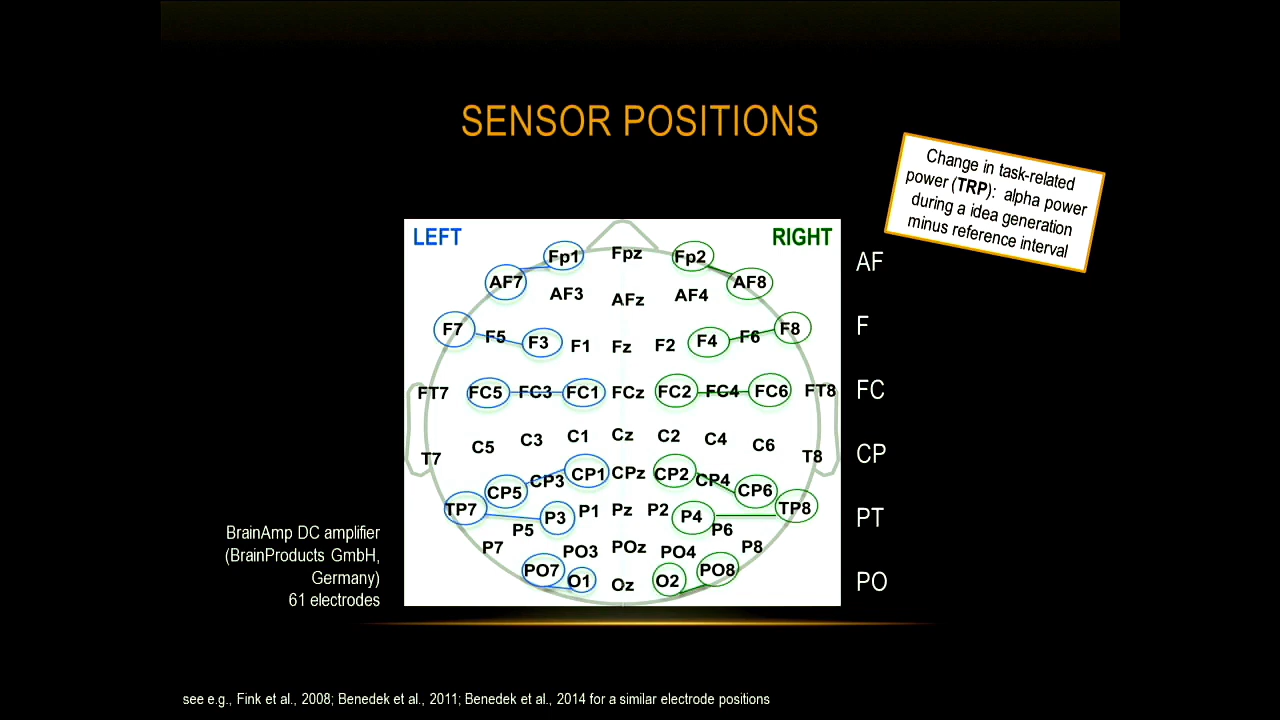 SENSOR POSITIONS
Change in task-related
power (TRP): alpha power
during a idea generation
minus reference interval
LEFT
RIGHT
Fp1 Fpz Fp2
AF7 AF3 AFz AF4 AF8
AF
F7 F5 F3 F1 Fz F2 F4 F6 F8
F
FT7 FC5 FC3 FC1 FCz FC2 FC4 FC6 FT8
FC
T7 C5 C3 C1 Cz C2 C4 C6 T8
CP
TP7 CP5 CP3 CP1 CPz CP2 CP4 CP6 TP8
P7 P5 P3 P1 Pz P2 P4 P6 P8
PT
PO7 PO3 POz PO4 PO8
O1 Oz O2
PO
BrainAmp DC amplifier
(BrainProducts GmbH,
Germany)
61 electrodes
see e.g., Fink et al., 2008; Benedek et al., 2011; Benedek et al., 2014 for a similar electrode positions